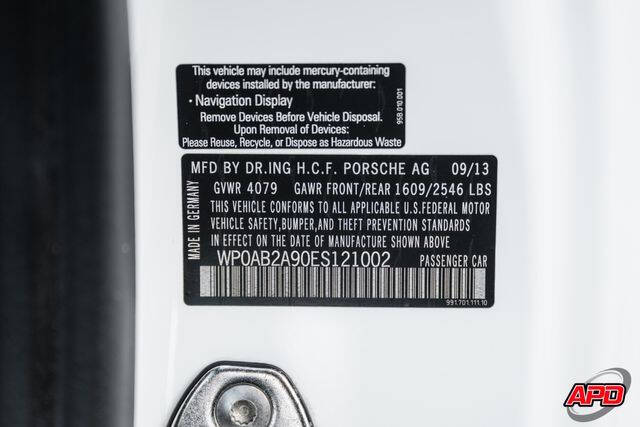 This vehicle may include mercury-containing
devices installed by the manufacturer:
· Navigation Display
Remove Devices Before Vehicle Disposal.
Upon Removal of Devices:
Please Reuse, Recycle, or Dispose as Hazardous Waste
95B.010.001
MFD BY DR.ING H.C.F. PORSCHE AG 09/13
GVWR 4079 GAWR FRONT/REAR 1609/2546 LBS
THIS VEHICLE CONFORMS TO ALL APPLICABLE U.S.FEDERAL MOTOR
VEHICLE SAFETY,BUMPER,AND THEFT PREVENTION STANDARDS
IN EFFECT ON THE DATE OF MANUFACTURE SHOWN ABOVE.
WP0AB2A90ES121002 PASSENGER CAR
MADE IN GERMANY
991.701.111.10
APD